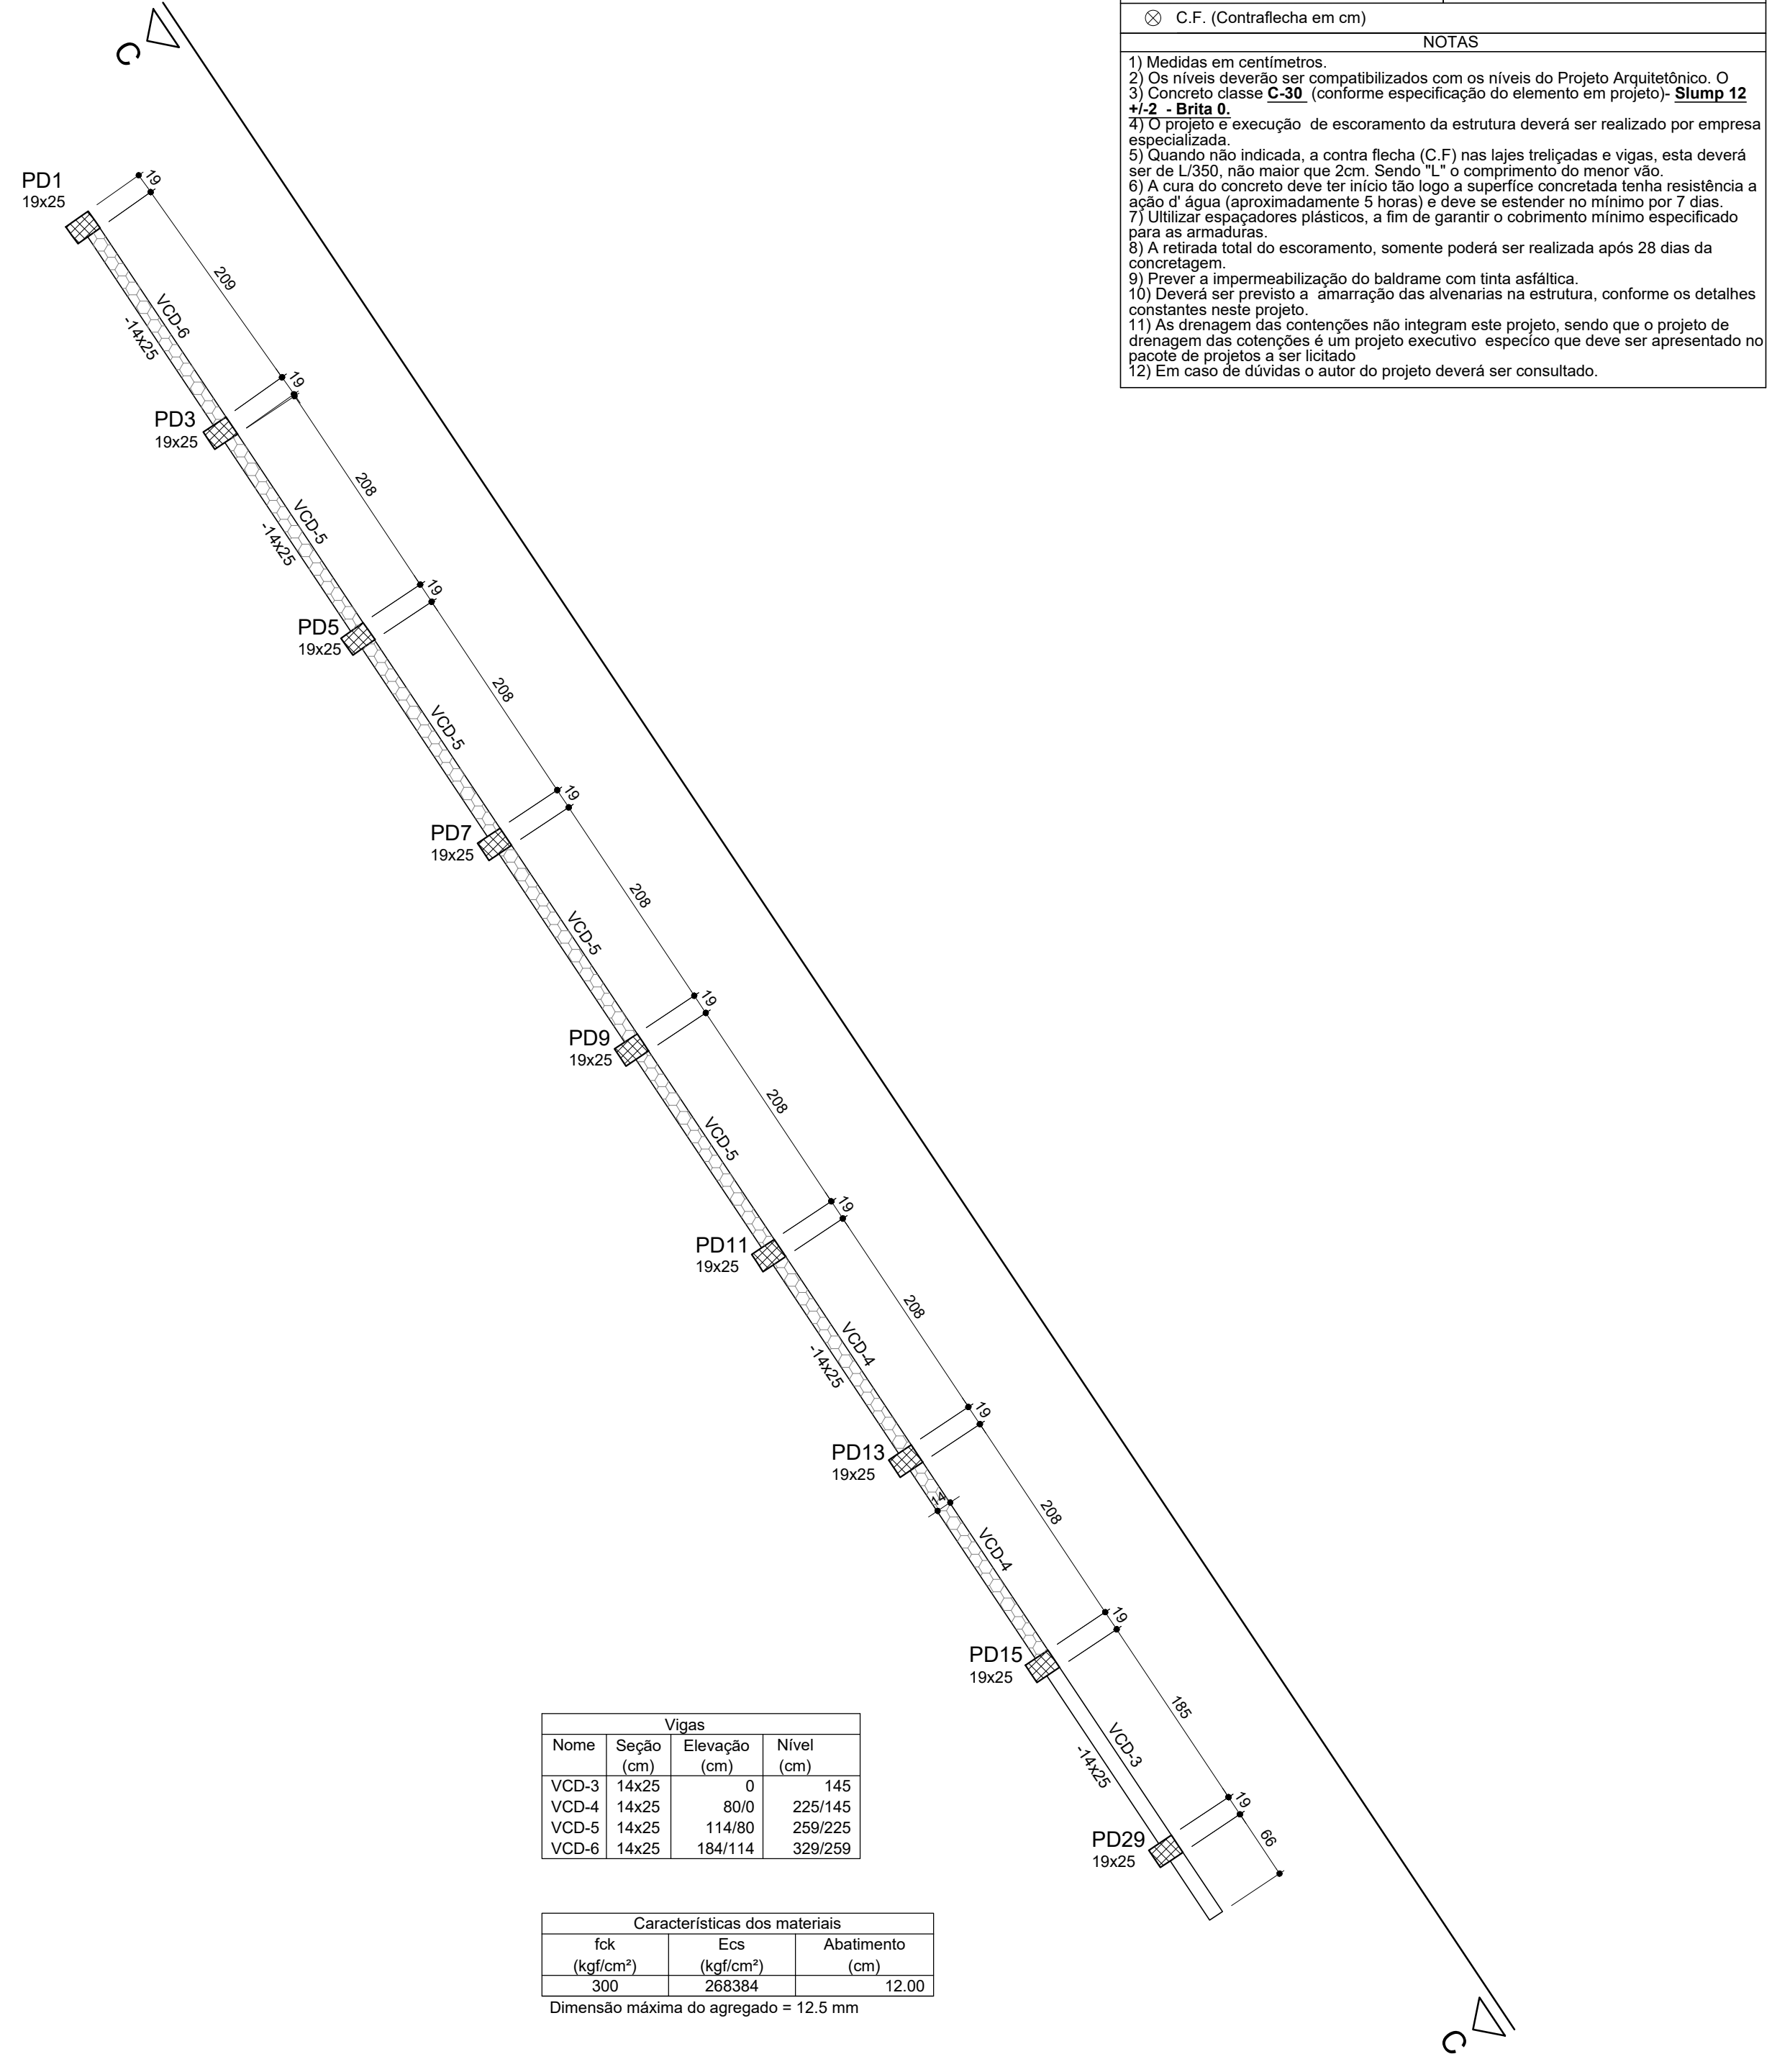 C
C.F. (Contraflecha em cm)
NOTAS
1) Medidas em centímetros.
2) Os níveis deverão ser compatibilizados com os níveis do Projeto Arquitetônico. O
3) Concreto classe C-30 (conforme especificação do elemento em projeto)- Slump 12
+/-2 - Brita 0.
4) O projeto e execução de escoramento da estrutura deverá ser realizado por empresa
especializada.
5) Quando não indicada, a contra flecha (C.F) nas lajes treliçadas e vigas, esta deverá
ser de L/350, não maior que 2cm. Sendo "L" o comprimento do menor vão.
6) A cura do concreto deve ter início tão logo a superfíce concretada tenha resistência a
ação d' água (aproximadamente 5 horas) e deve se estender no mínimo por 7 dias.
7) Ultilizar espaçadores plásticos, a fim de garantir o cobrimento mínimo especificado
para as armaduras.
8) A retirada total do escoramento, somente poderá ser realizada após 28 dias da
concretagem.
9) Prever a impermeabilização do baldrame com tinta asfáltica.
10) Deverá ser previsto a amarração das alvenarias na estrutura, conforme os detalhes
constantes neste projeto.
11) As drenagem das contenções não integram este projeto, sendo que o projeto de
drenagem das cotenções é um projeto executivo especíco que deve ser apresentado no
pacote de projetos a ser licitado
12) Em caso de dúvidas o autor do projeto deverá ser consultado.
PD1
19x25
19
209
VCD-6
-14x25
19
PD3
19x25
208
VCD-5
-14x25
19
PD5
19x25
208
VCD-5
19
PD7
19x25
208
VCD-5
19
PD9
19x25
208
VCD-5
19
PD11
19x25
208
VCD-4
-14x25
19
PD13
19x25
14
208
VCD-4
19
PD15
19x25
185
VCD-3
-14x25
19
PD29
19x25
66
Vigas
Nome Seção Elevação Nível
(cm) (cm) (cm)
VCD-3 14x25 0 145
VCD-4 14x25 80/0 225/145
VCD-5 14x25 114/80 259/225
VCD-6 14x25 184/114 329/259
Características dos materiais
fck Ecs Abatimento
(kgf/cm²) (kgf/cm²) (cm)
300 268384 12.00
Dimensão máxima do agregado = 12.5 mm
C